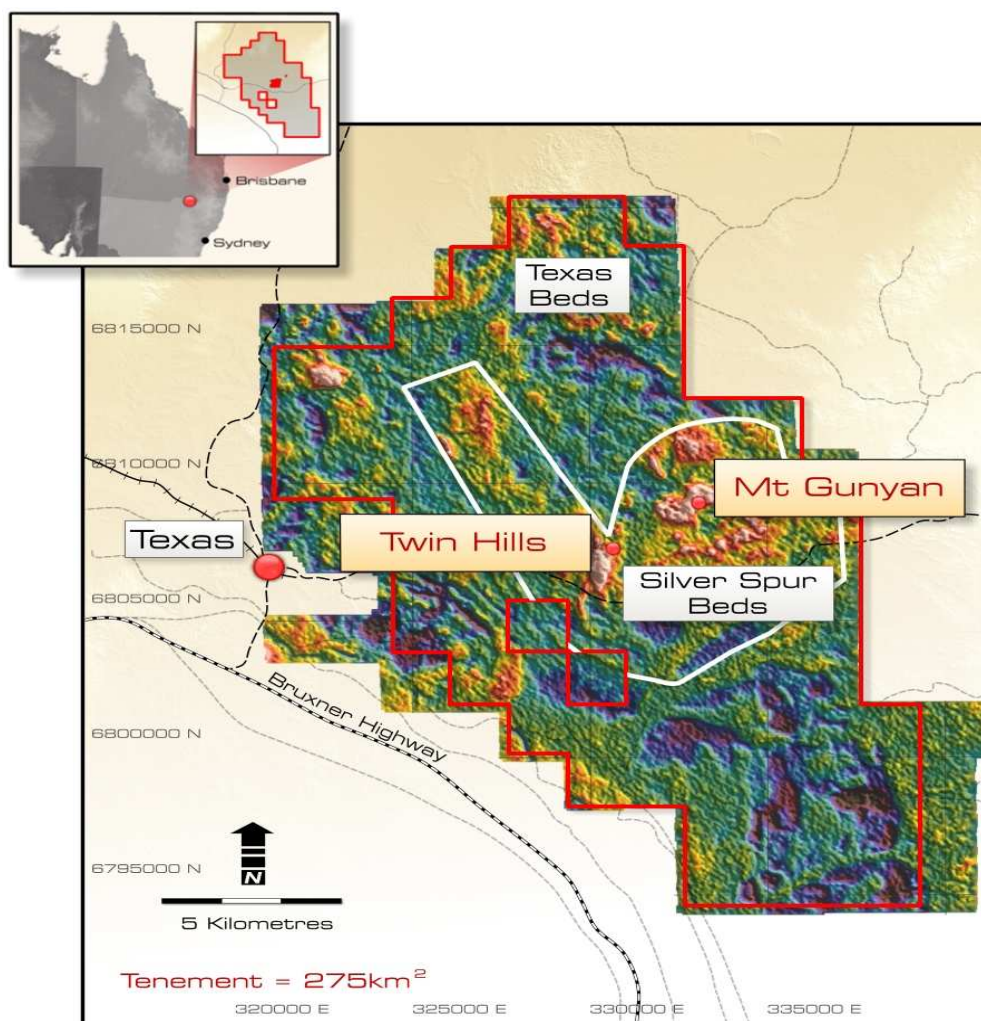 Brisbane
Sydney
Texas
Beds
6815000 N
6810000 N
Mt Gunyan
Texas
Twin Hills
Silver Spur
Beds
6805000 N
Bruxner Highway
6800000 N
6795000 N
N
5 Kilometres
Tenement = 275km²
320000 E
325000 E
330000 E
335000 E